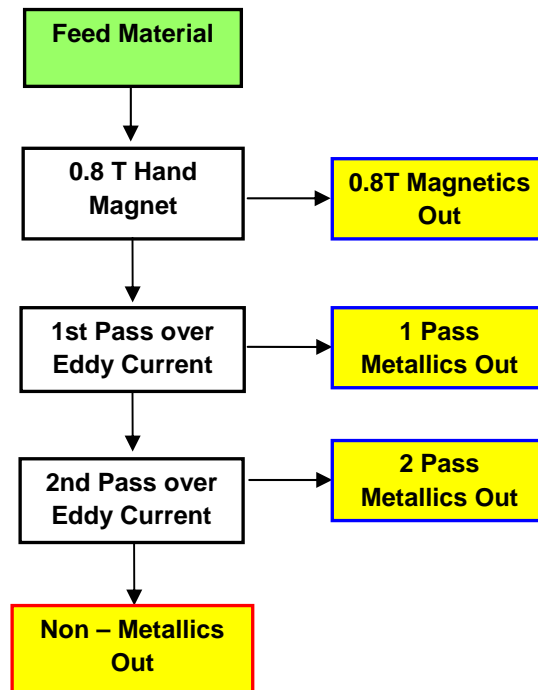 Feed Material
0.8 T Hand
Magnet
0.8T Magnetics
Out
1st Pass over
Eddy Current
1 Pass
Metallics Out
2nd Pass over
Eddy Current
2 Pass
Metallics Out
Non – Metallics
Out